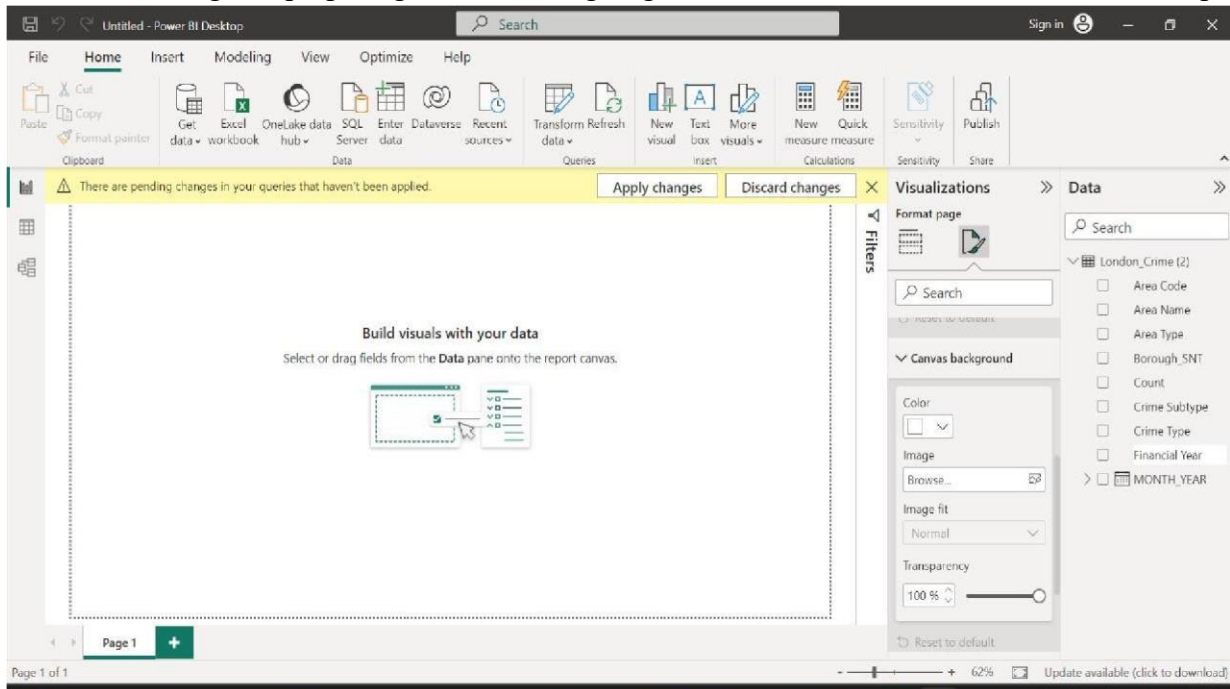 Untitled - Power BI Desktop
Search
Sign in
File Home Insert Modeling View Optimize Help
Paste
Cut
Copy
Format painter
Clipboard
Get data
Excel workbook
OneLake data hub
SQL Server
Enter data
Dataverse
Recent sources
Data
Transform data
Refresh
Queries
New visual
Text box
More visuals
Insert
New measure
Quick measure
Calculations
Sensitivity
Sensitivity
Publish
Share
There are pending changes in your queries that haven't been applied.
Apply changes
Discard changes
Filters
Build visuals with your data
Select or drag fields from the Data pane onto the report canvas.
Visualizations
Format page
Search
Reset to default
Canvas background
Color
Image
Browse...
Image fit
Normal
Transparency
100 %
Reset to default
Data
Search
London_Crime (2)
Area Code
Area Name
Area Type
Borough_SNT
Count
Crime Subtype
Crime Type
Financial Year
MONTH_YEAR
Page 1
Page 1 of 1
- + 62%
Update available (click to download)